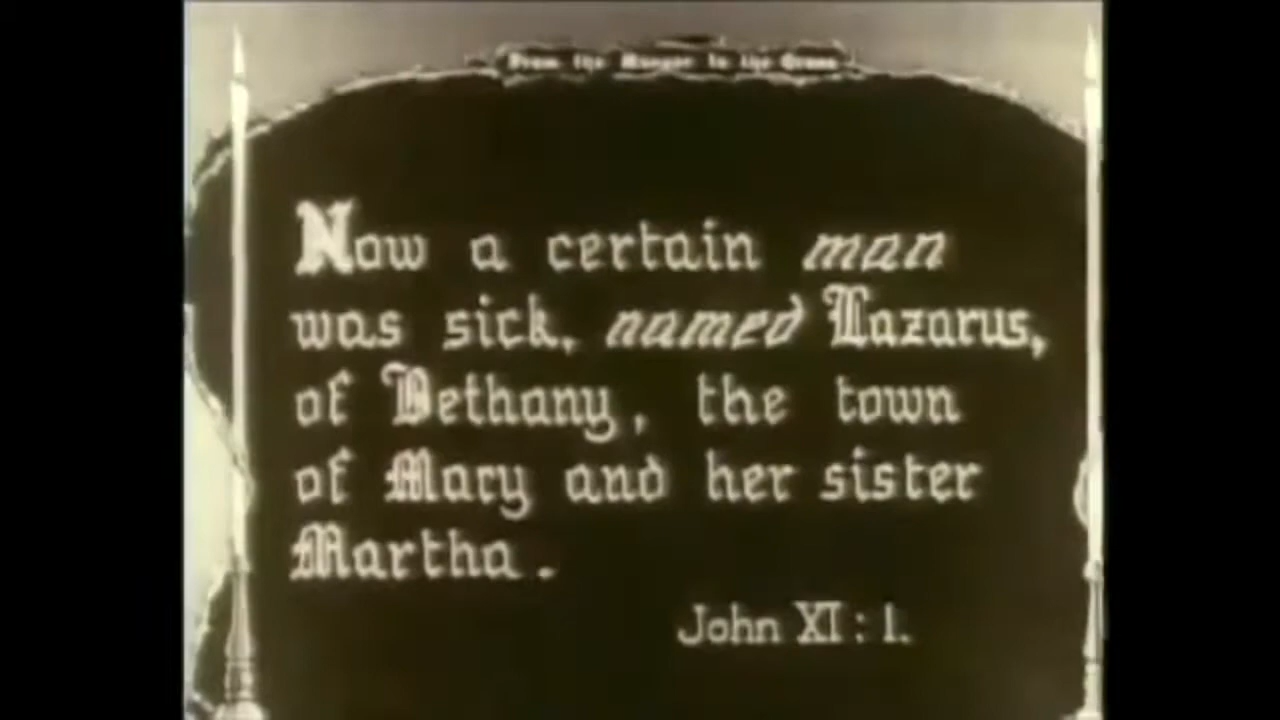 From the Manger to the Cross
Now a certain man
was sick, named Lazarus,
of Bethany, the town
of Mary and her sister
Martha.
John XI : 1.